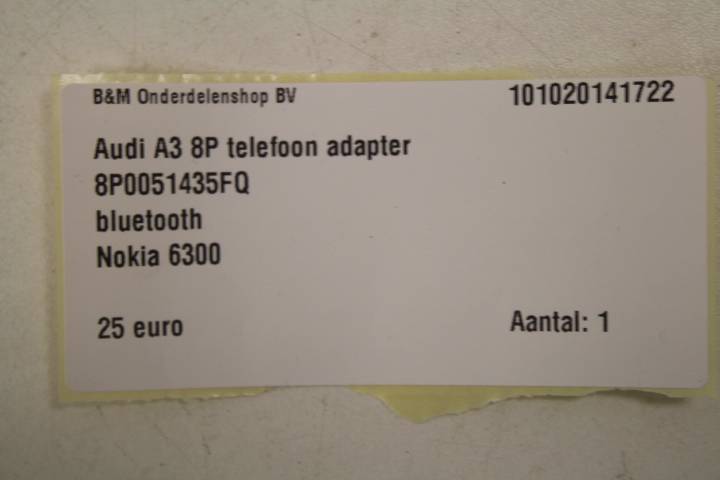 B&M Onderdelenshop BV 101020141722
Audi A3 8P telefoon adapter
8P0051435FQ
bluetooth
Nokia 6300
25 euro Aantal: 1